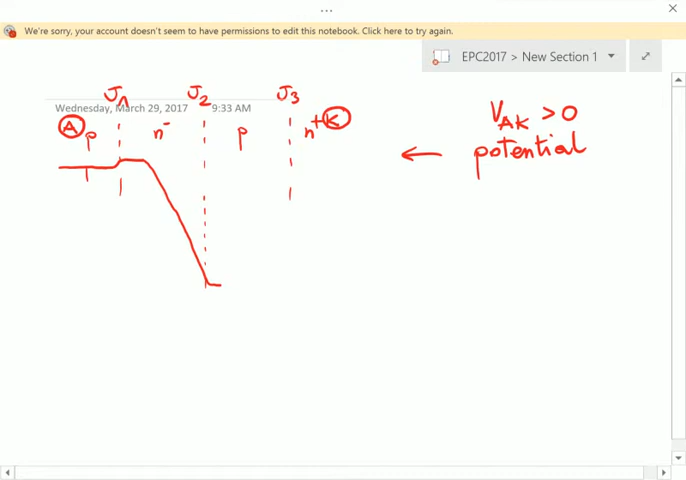 ...
We're sorry, your account doesn't seem to have permissions to edit this notebook. Click here to try again.
EPC2017 > New Section 1
J1 J2 J3
Wednesday, March 29, 2017 9:33 AM
A p n- p n+ K
VAK > 0
potential